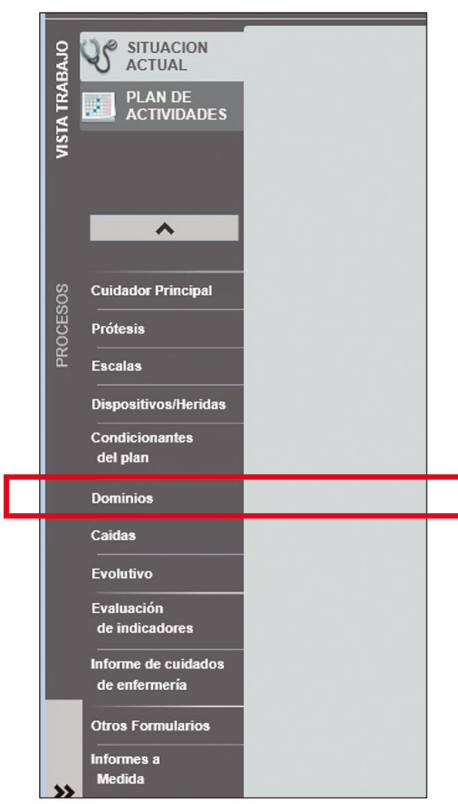 VISTA TRABAJO
SITUACION
ACTUAL
PLAN DE
ACTIVIDADES
PROCESOS
Cuidador Principal
Prótesis
Escalas
Dispositivos/Heridas
Condicionantes
del plan
Dominios
Caidas
Evolutivo
Evaluación
de indicadores
Informe de cuidados
de enfermería
Otros Formularios
Informes a
Medida